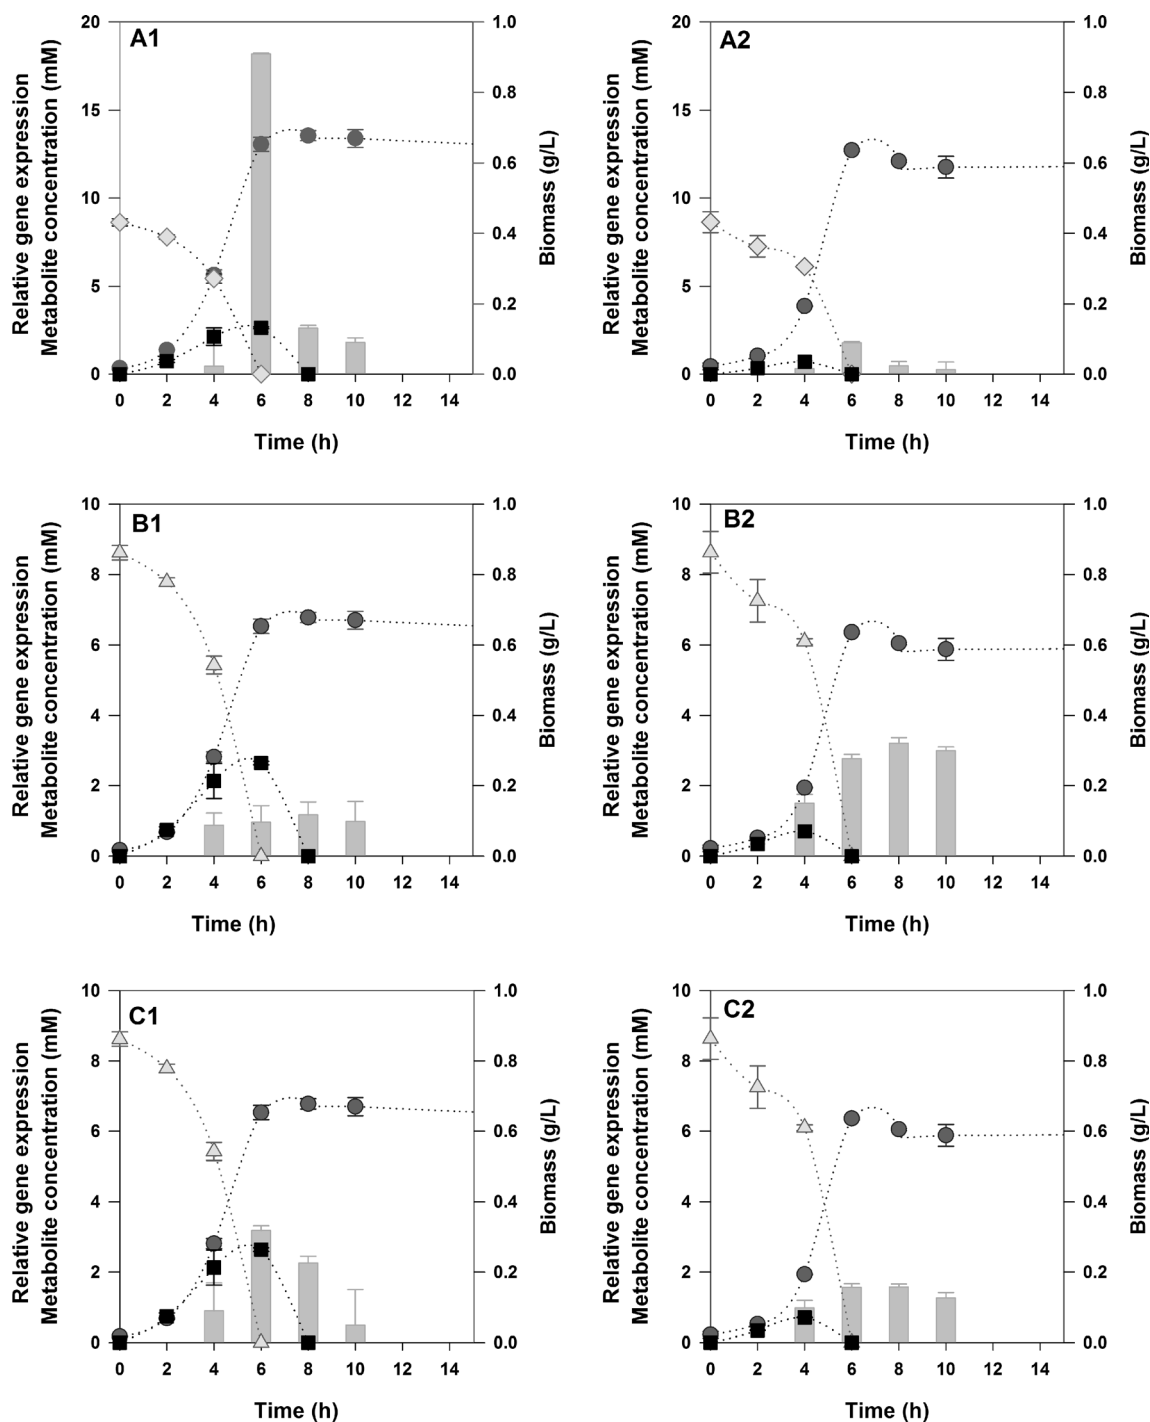 A1
Relative gene expression
Metabolite concentration (mM)
20
15
10
5
0
1.0
0.8
0.6
0.4
0.2
0.0
Biomass (g/L)
0 2 4 6 8 10 12 14
Time (h)
A2
Relative gene expression
Metabolite concentration (mM)
20
15
10
5
0
1.0
0.8
0.6
0.4
0.2
0.0
Biomass (g/L)
0 2 4 6 8 10 12 14
Time (h)
B1
Relative gene expression
Metabolite concentration (mM)
10
8
6
4
2
0
1.0
0.8
0.6
0.4
0.2
0.0
Biomass (g/L)
0 2 4 6 8 10 12 14
Time (h)
B2
Relative gene expression
Metabolite concentration (mM)
10
8
6
4
2
0
1.0
0.8
0.6
0.4
0.2
0.0
Biomass (g/L)
0 2 4 6 8 10 12 14
Time (h)
C1
Relative gene expression
Metabolite concentration (mM)
10
8
6
4
2
0
1.0
0.8
0.6
0.4
0.2
0.0
Biomass (g/L)
0 2 4 6 8 10 12 14
Time (h)
C2
Relative gene expression
Metabolite concentration (mM)
10
8
6
4
2
0
1.0
0.8
0.6
0.4
0.2
0.0
Biomass (g/L)
0 2 4 6 8 10 12 14
Time (h)